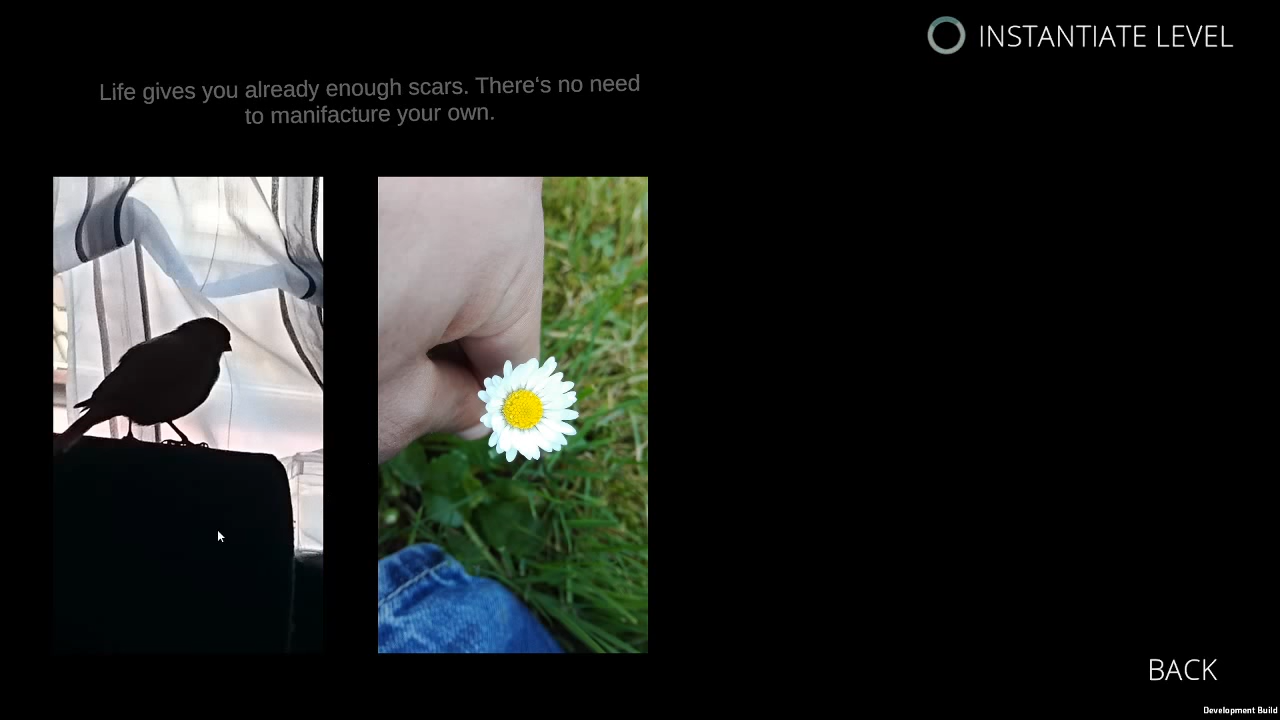 INSTANTIATE LEVEL
Life gives you already enough scars. There‘s no need
to manifacture your own.
BACK
Development Build